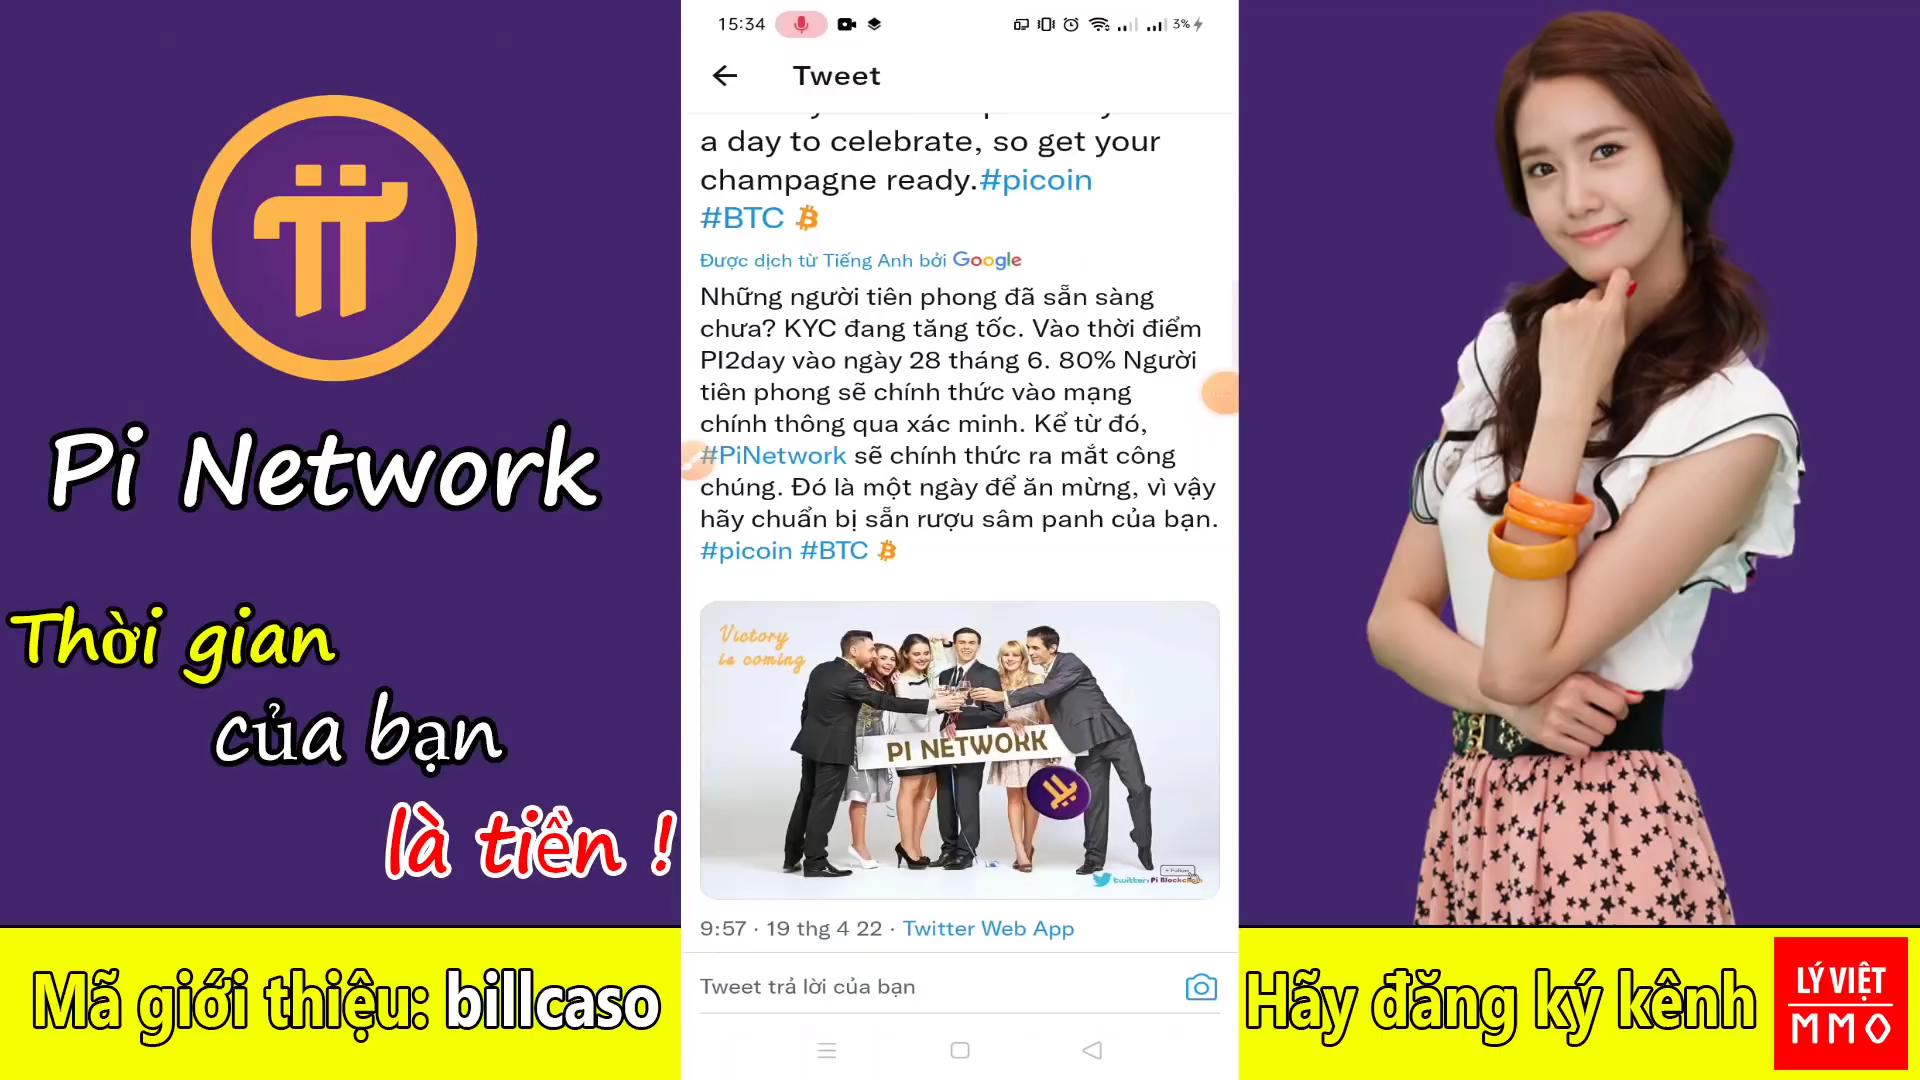 Pi Network
Thời gian
của bạn
là tiền !
Mã giới thiệu: billcaso
15:34
3%
Tweet
a day to celebrate, so get your
champagne ready.#picoin
#BTC
Được dịch từ Tiếng Anh bởi Google
Những người tiên phong đã sẵn sàng
chưa? KYC đang tăng tốc. Vào thời điểm
PI2day vào ngày 28 tháng 6. 80% Người
tiên phong sẽ chính thức vào mạng
chính thông qua xác minh. Kể từ đó,
#PiNetwork sẽ chính thức ra mắt công
chúng. Đó là một ngày để ăn mừng, vì vậy
hãy chuẩn bị sẵn rượu sâm panh của bạn.
#picoin #BTC
Victory
is coming
PI NETWORK
+ Follow
twitter: Pi Blockchain
9:57 · 19 thg 4 22 · Twitter Web App
Tweet trả lời của bạn
Hãy đăng ký kênh
LÝ VIỆT
MMO